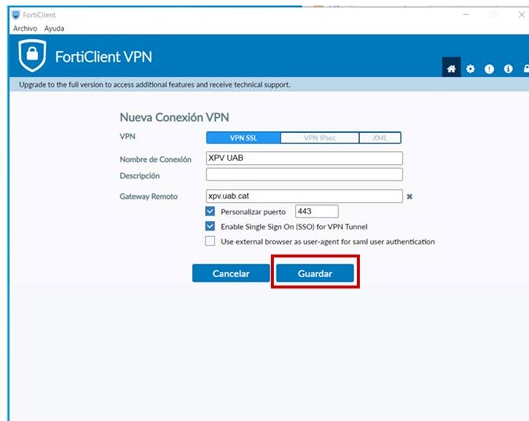 FortiClient
Archivo Ayuda
FortiClient VPN
Upgrade to the full version to access additional features and receive technical support.
Nueva Conexión VPN
VPN VPN SSL VPN IPsec XML
Nombre de Conexión XPV UAB
Descripción
Gateway Remoto xpv.uab.cat
Personalizar puerto 443
Enable Single Sign On (SSO) for VPN Tunnel
Use external browser as user-agent for saml user authentication
Cancelar Guardar